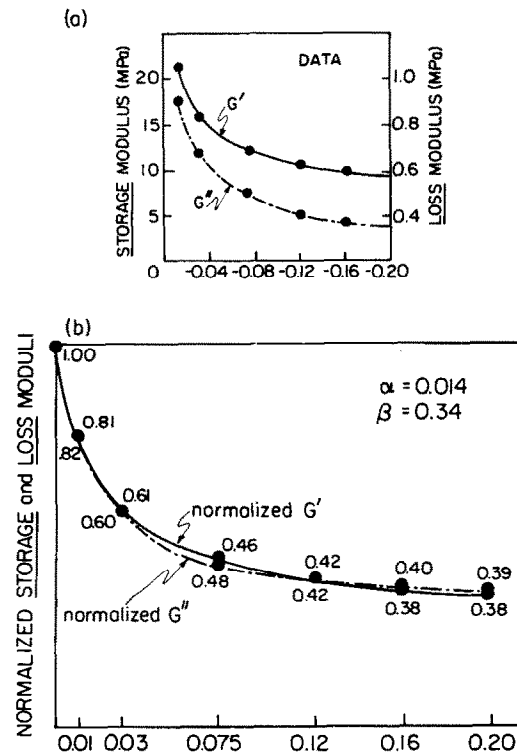 (a)
DATA
STORAGE MODULUS (MPa)
20
15
10
5
0
G'
G"
1.0
0.8
0.6
0.4
LOSS MODULUS (MPa)
-0.04 -0.08 -0.12 -0.16 -0.20
(b)
NORMALIZED STORAGE and LOSS MODULI
1.00
α = 0.014
β = 0.34
0.81
.82
0.61
0.60
normalized G'
0.46
0.48
0.42
0.42
0.40
0.38
0.39
0.38
normalized G"
0.01 0.03 0.075 0.12 0.16 0.20